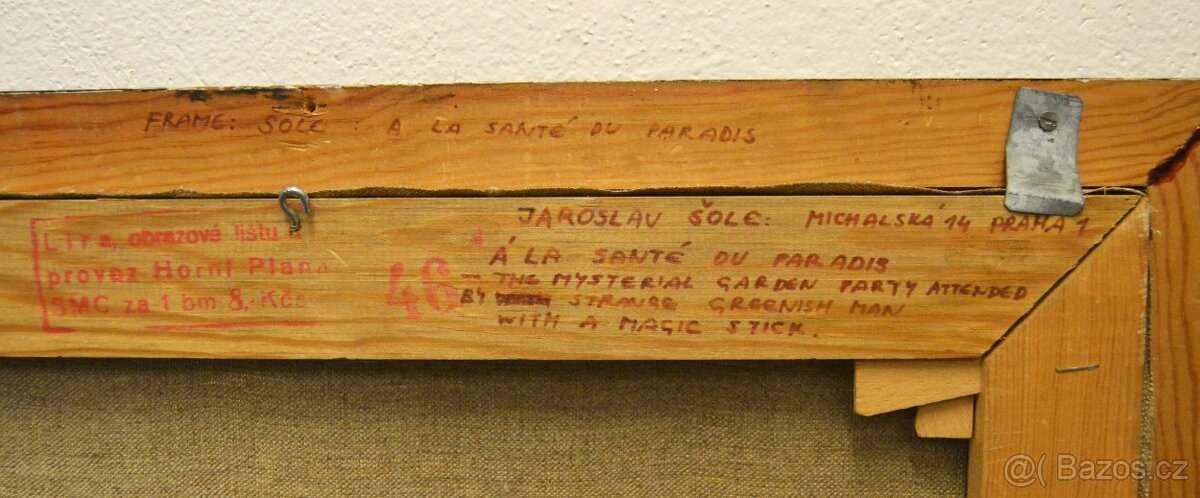 FRAME: ŠOLE : A LA SANTÉ DU PARADIS
Lira, obrazové lištu
provoz Horní Planá
SMC za 1 bm 8, Kčs
46
JAROSLAV ŠOLE: MICHALSKÁ 14 PRAHA 1
Á LA SANTÉ DU PARADIS
— THE MYSTERIAL GARDEN PARTY ATTENDED
BY STRANGE GREENISH MAN
WITH A MAGIC STICK.
@( Bazos.cz